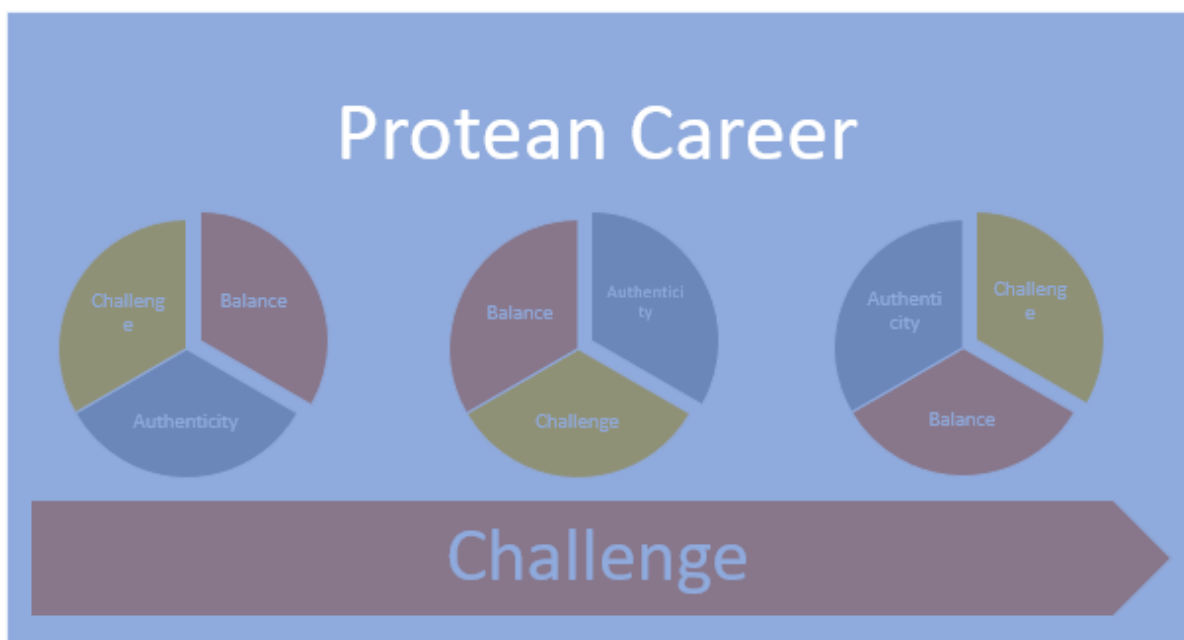 Protean Career
Challeng
e
Balance
Authenticity
Balance
Authentici
ty
Challenge
Authenti
city
Challeng
e
Balance
Challenge